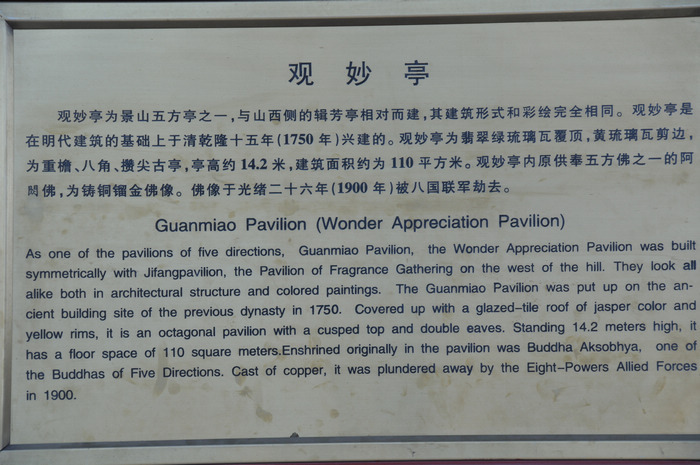 观妙亭
观妙亭为景山五方亭之一，与山西侧的辑芳亭相对而建，其建筑形式和彩绘完全相同。观妙亭是
在明代建筑的基础上于清乾隆十五年(1750 年)兴建的。观妙亭为翡翠绿琉璃瓦覆顶，黄琉璃瓦剪边，
为重檐、八角、攒尖古亭，亭高约 14.2 米，建筑面积约为 110 平方米。观妙亭内原供奉五方佛之一的阿
閦佛，为铸铜镏金佛像。佛像于光绪二十六年(1900 年)被八国联军劫去。
Guanmiao Pavilion (Wonder Appreciation Pavilion)
As one of the pavilions of five directions, Guanmiao Pavilion, the Wonder Appreciation Pavilion was built
symmetrically with Jifangpavilion, the Pavilion of Fragrance Gathering on the west of the hill. They look all
alike both in architectural structure and colored paintings. The Guanmiao Pavilion was put up on the an-
cient building site of the previous dynasty in 1750. Covered up with a glazed-tile roof of jasper color and
yellow rims, it is an octagonal pavilion with a cusped top and double eaves. Standing 14.2 meters high, it
has a floor space of 110 square meters.Enshrined originally in the pavilion was Buddha Aksobhya, one of
the Buddhas of Five Directions. Cast of copper, it was plundered away by the Eight-Powers Allied Forces
in 1900.